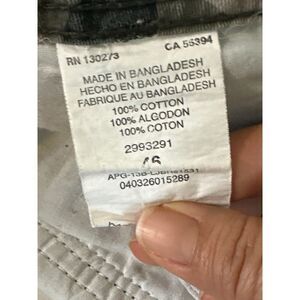 RN 130273 CA 55394
MADE IN BANGLADESH
HECHO EN BANGLADESH
FABRIQUE AU BANGLADESH
100% COTTON
100% ALGODON
100% COTON
2993291
040326015289